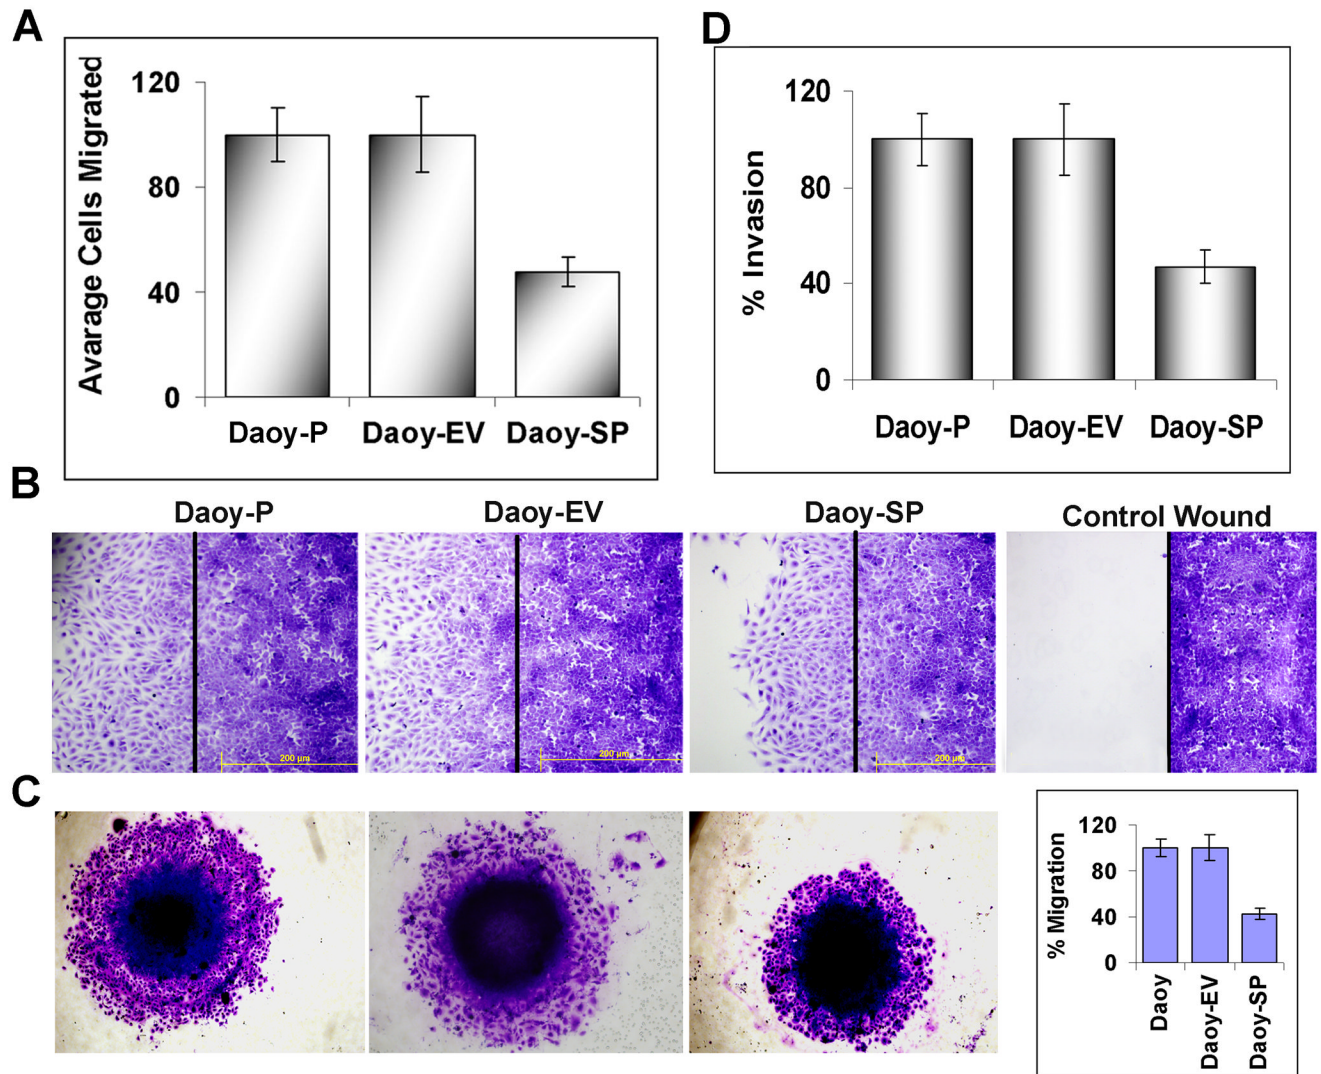 A
Avarage Cells Migrated
120
80
40
0
Daoy-P
Daoy-EV
Daoy-SP
D
% Invasion
120
80
40
0
Daoy-P
Daoy-EV
Daoy-SP
B
Daoy-P
Daoy-EV
Daoy-SP
Control Wound
200 µm
200 µm
200 µm
C
% Migration
120
80
40
0
Daoy
Daoy-EV
Daoy-SP